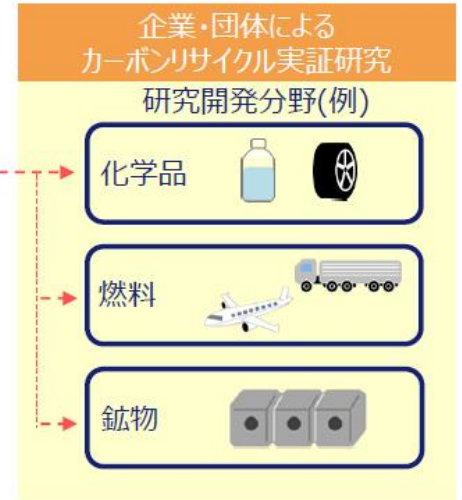 企業・団体による
カーボンリサイクル実証研究
研究開発分野(例)
化学品
燃料
鉱物